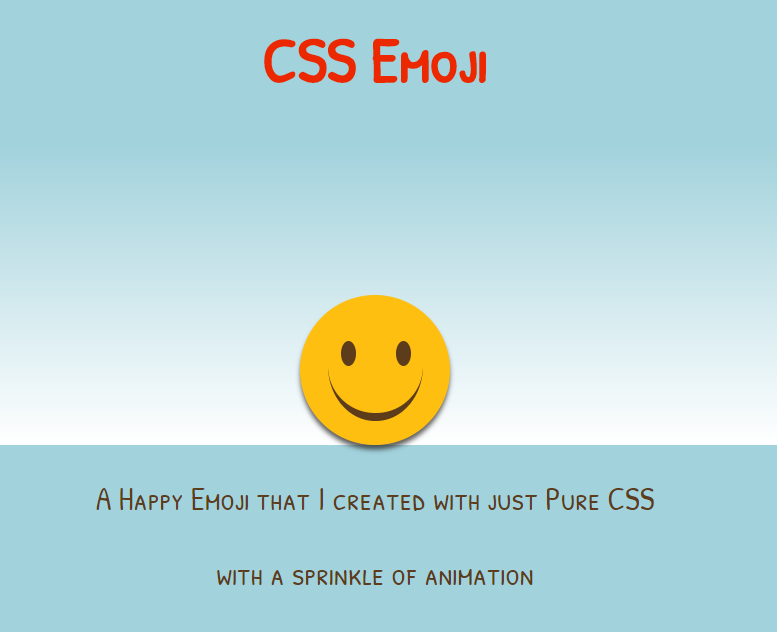 CSS Emoji
A Happy Emoji that I created with just Pure CSS
with a sprinkle of animation